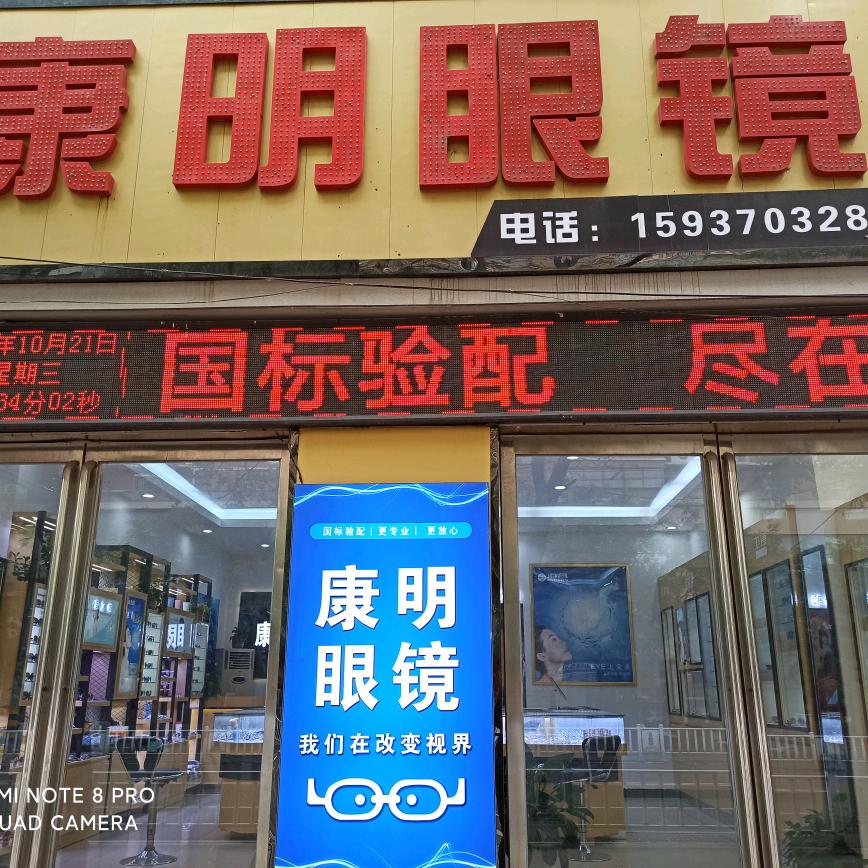 康明眼镜
电话：159370328
年10月21日
星期三
34分02秒
国标验配 尽在
国标验配 | 更专业 | 更放心
康明
眼镜
我们在改变视界
MI NOTE 8 PRO
UAD CAMERA